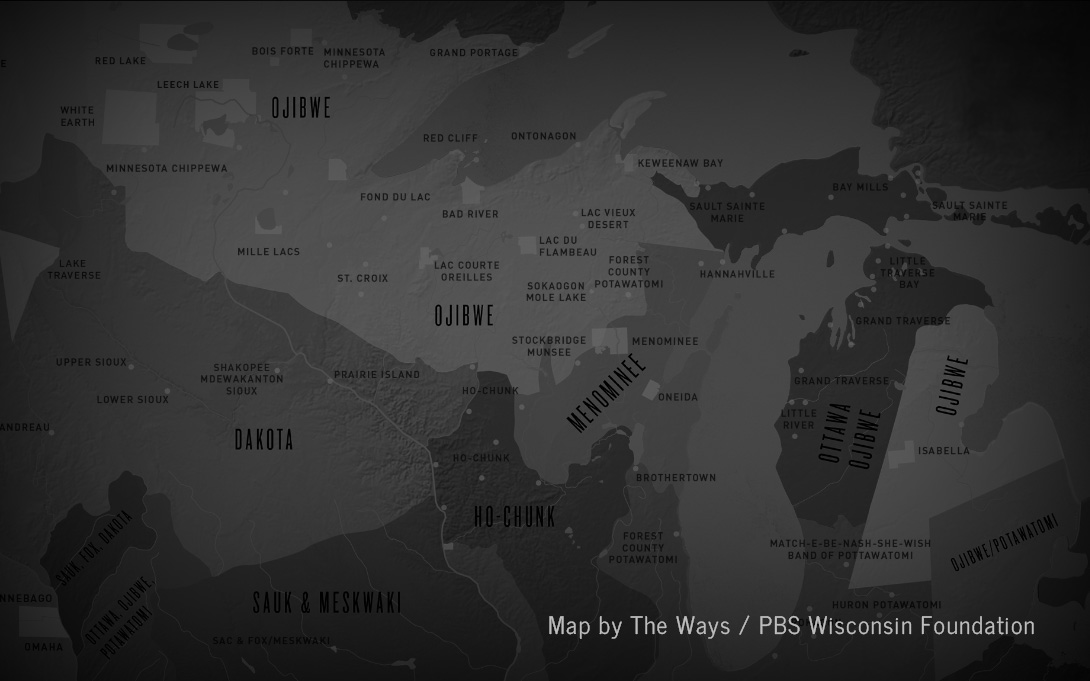 BOIS FORTE
MINNESOTA
CHIPPEWA
GRAND PORTAGE
RED LAKE
LEECH LAKE
WHITE
EARTH
OJIBWE
RED CLIFF
ONTONAGON
MINNESOTA CHIPPEWA
KEWEENAW BAY
FOND DU LAC
BAD RIVER
BAY MILLS
SAULT SAINTE
MARIE
SAULT SAINTE
MARIE
LAC VIEUX
DESERT
MILLE LACS
LAC DU
FLAMBEAU
LAKE
TRAVERSE
ST. CROIX
LAC COURTE
OREILLES
FOREST
COUNTY
POTAWATOMI
HANNAHVILLE
LITTLE
TRAVERSE
BAY
SOKAOGON
MOLE LAKE
OJIBWE
GRAND TRAVERSE
STOCKBRIDGE
MUNSEE
MENOMINEE
UPPER SIOUX
SHAKOPEE
MDEWAKANTON
SIOUX
PRAIRIE ISLAND
HO-CHUNK
MENOMINEE
ONEIDA
GRAND TRAVERSE
OJIBWE
LOWER SIOUX
LITTLE
RIVER
OTTAWA
OJIBWE
ANDREAU
DAKOTA
HO-CHUNK
ISABELLA
BROTHERTOWN
HO-CHUNK
SAUK, FOX, DAKOTA
FOREST
COUNTY
POTAWATOMI
MATCH-E-BE-NASH-SHE-WISH
BAND OF POTTAWATOMI
OJIBWE/POTAWATOMI
NNEBAGO
OTTAWA, OJIBWE,
POTAWATOMI
SAUK & MESKWAKI
HURON POTAWATOMI
OMAHA
SAC & FOX/MESKWAKI
Map by The Ways / PBS Wisconsin Foundation